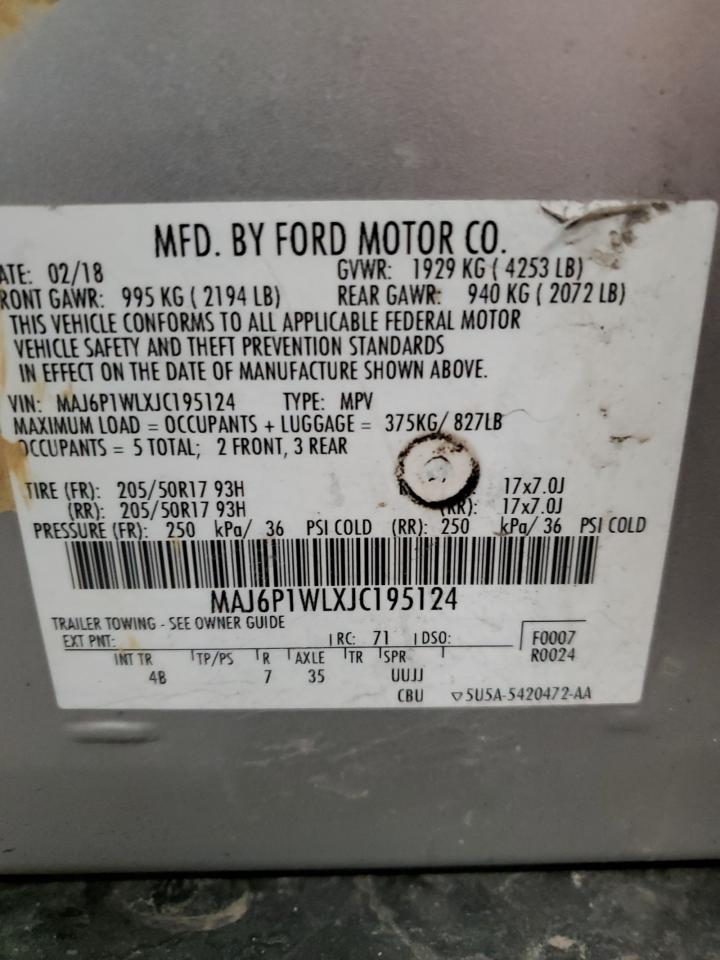 MFD. BY FORD MOTOR CO.
ATE: 02/18 GVWR: 1929 KG ( 4253 LB)
RONT GAWR: 995 KG ( 2194 LB) REAR GAWR: 940 KG ( 2072 LB)
THIS VEHICLE CONFORMS TO ALL APPLICABLE FEDERAL MOTOR
VEHICLE SAFETY AND THEFT PREVENTION STANDARDS
IN EFFECT ON THE DATE OF MANUFACTURE SHOWN ABOVE.
VIN: MAJ6P1WLXJC195124 TYPE: MPV
MAXIMUM LOAD = OCCUPANTS + LUGGAGE = 375KG/ 827LB
OCCUPANTS = 5 TOTAL; 2 FRONT, 3 REAR
TIRE (FR): 205/50R17 93H 17x7.0J
(RR): 205/50R17 93H (RR): 17x7.0J
PRESSURE (FR): 250 kPa/ 36 PSI COLD (RR): 250 kPa/ 36 PSI COLD
MAJ6P1WLXJC195124
TRAILER TOWING - SEE OWNER GUIDE
EXT PNT: RC: 71 DSO: F0007
R0024
INT TR TP/PS R AXLE TR SPR
4B 7 35 UUJJ
CBU ▽5U5A-5420472-AA